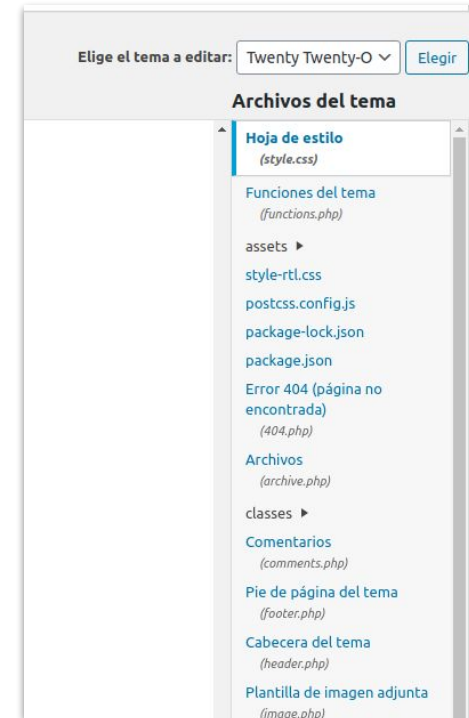 Elige el tema a editar: Twenty Twenty-O Elegir
Archivos del tema
Hoja de estilo
(style.css)
Funciones del tema
(functions.php)
assets
style-rtl.css
postcss.config.js
package-lock.json
package.json
Error 404 (página no
encontrada)
(404.php)
Archivos
(archive.php)
classes
Comentarios
(comments.php)
Pie de página del tema
(footer.php)
Cabecera del tema
(header.php)
Plantilla de imagen adjunta
(image.php)